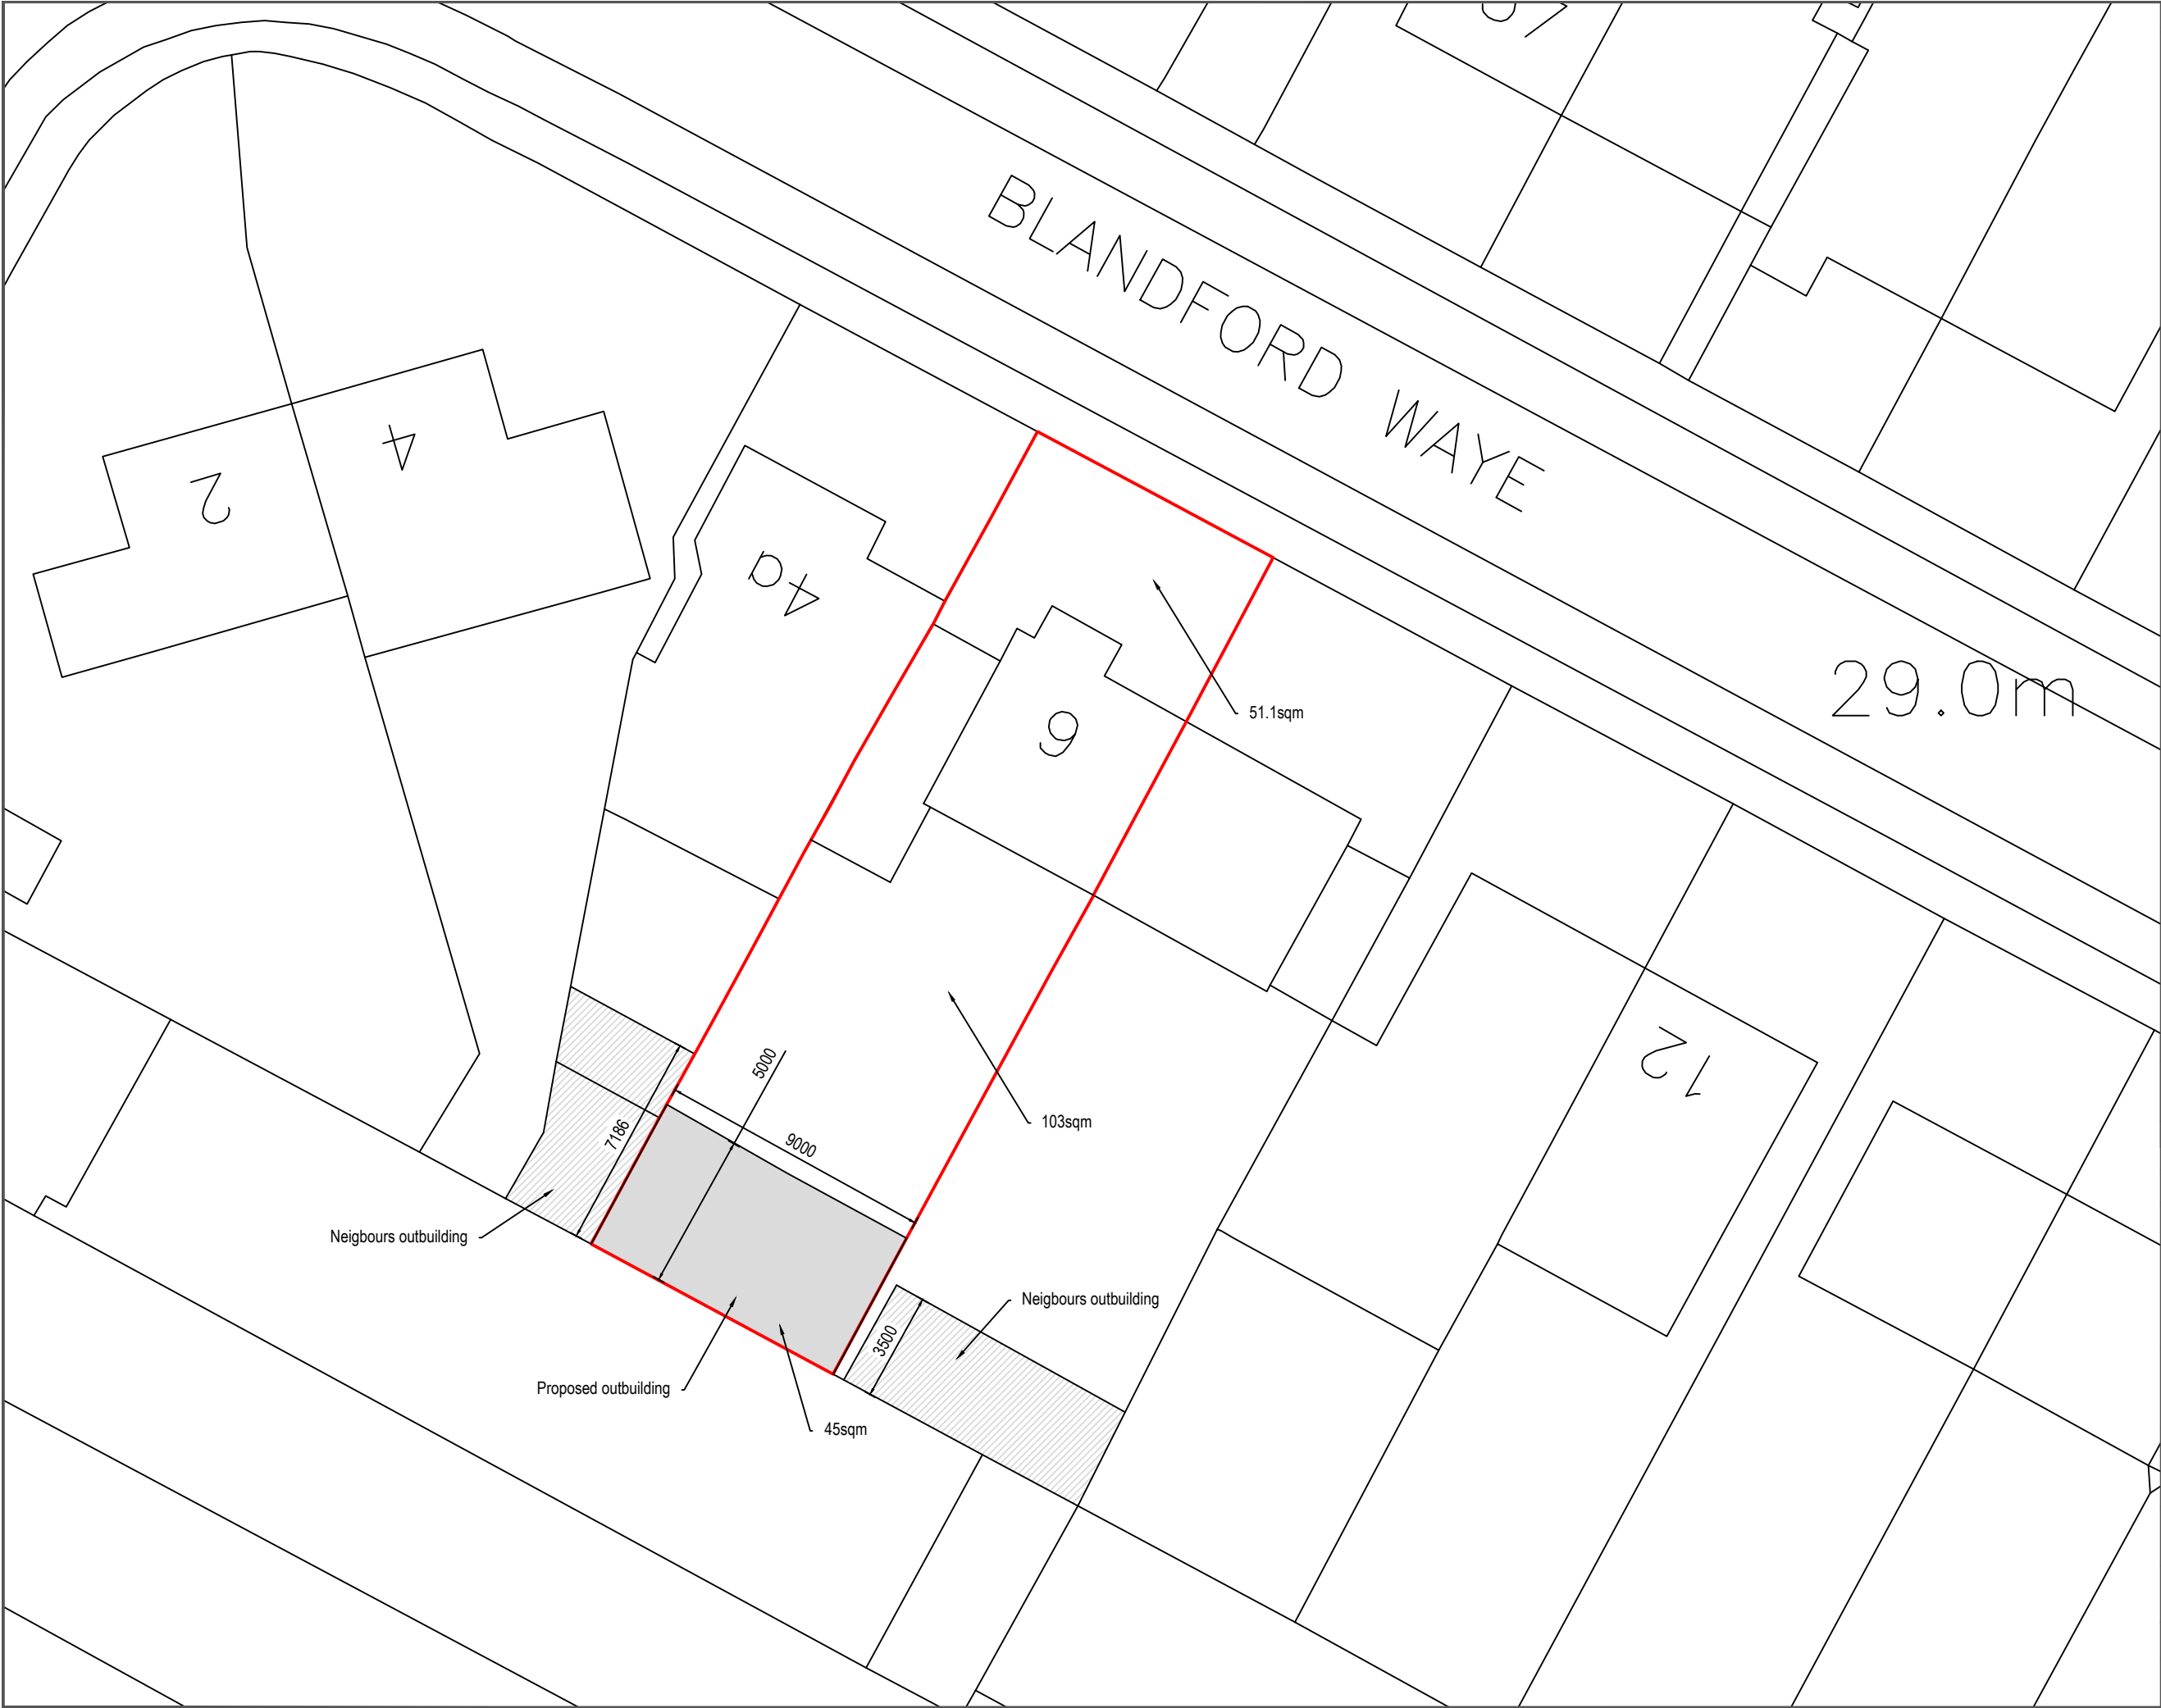 BLANDFORD WAYE
2
4
4a
6
12
29.0m
51.1sqm
103sqm
5000
7186
9000
Neigbours outbuilding
Neigbours outbuilding
3500
Proposed outbuilding
45sqm